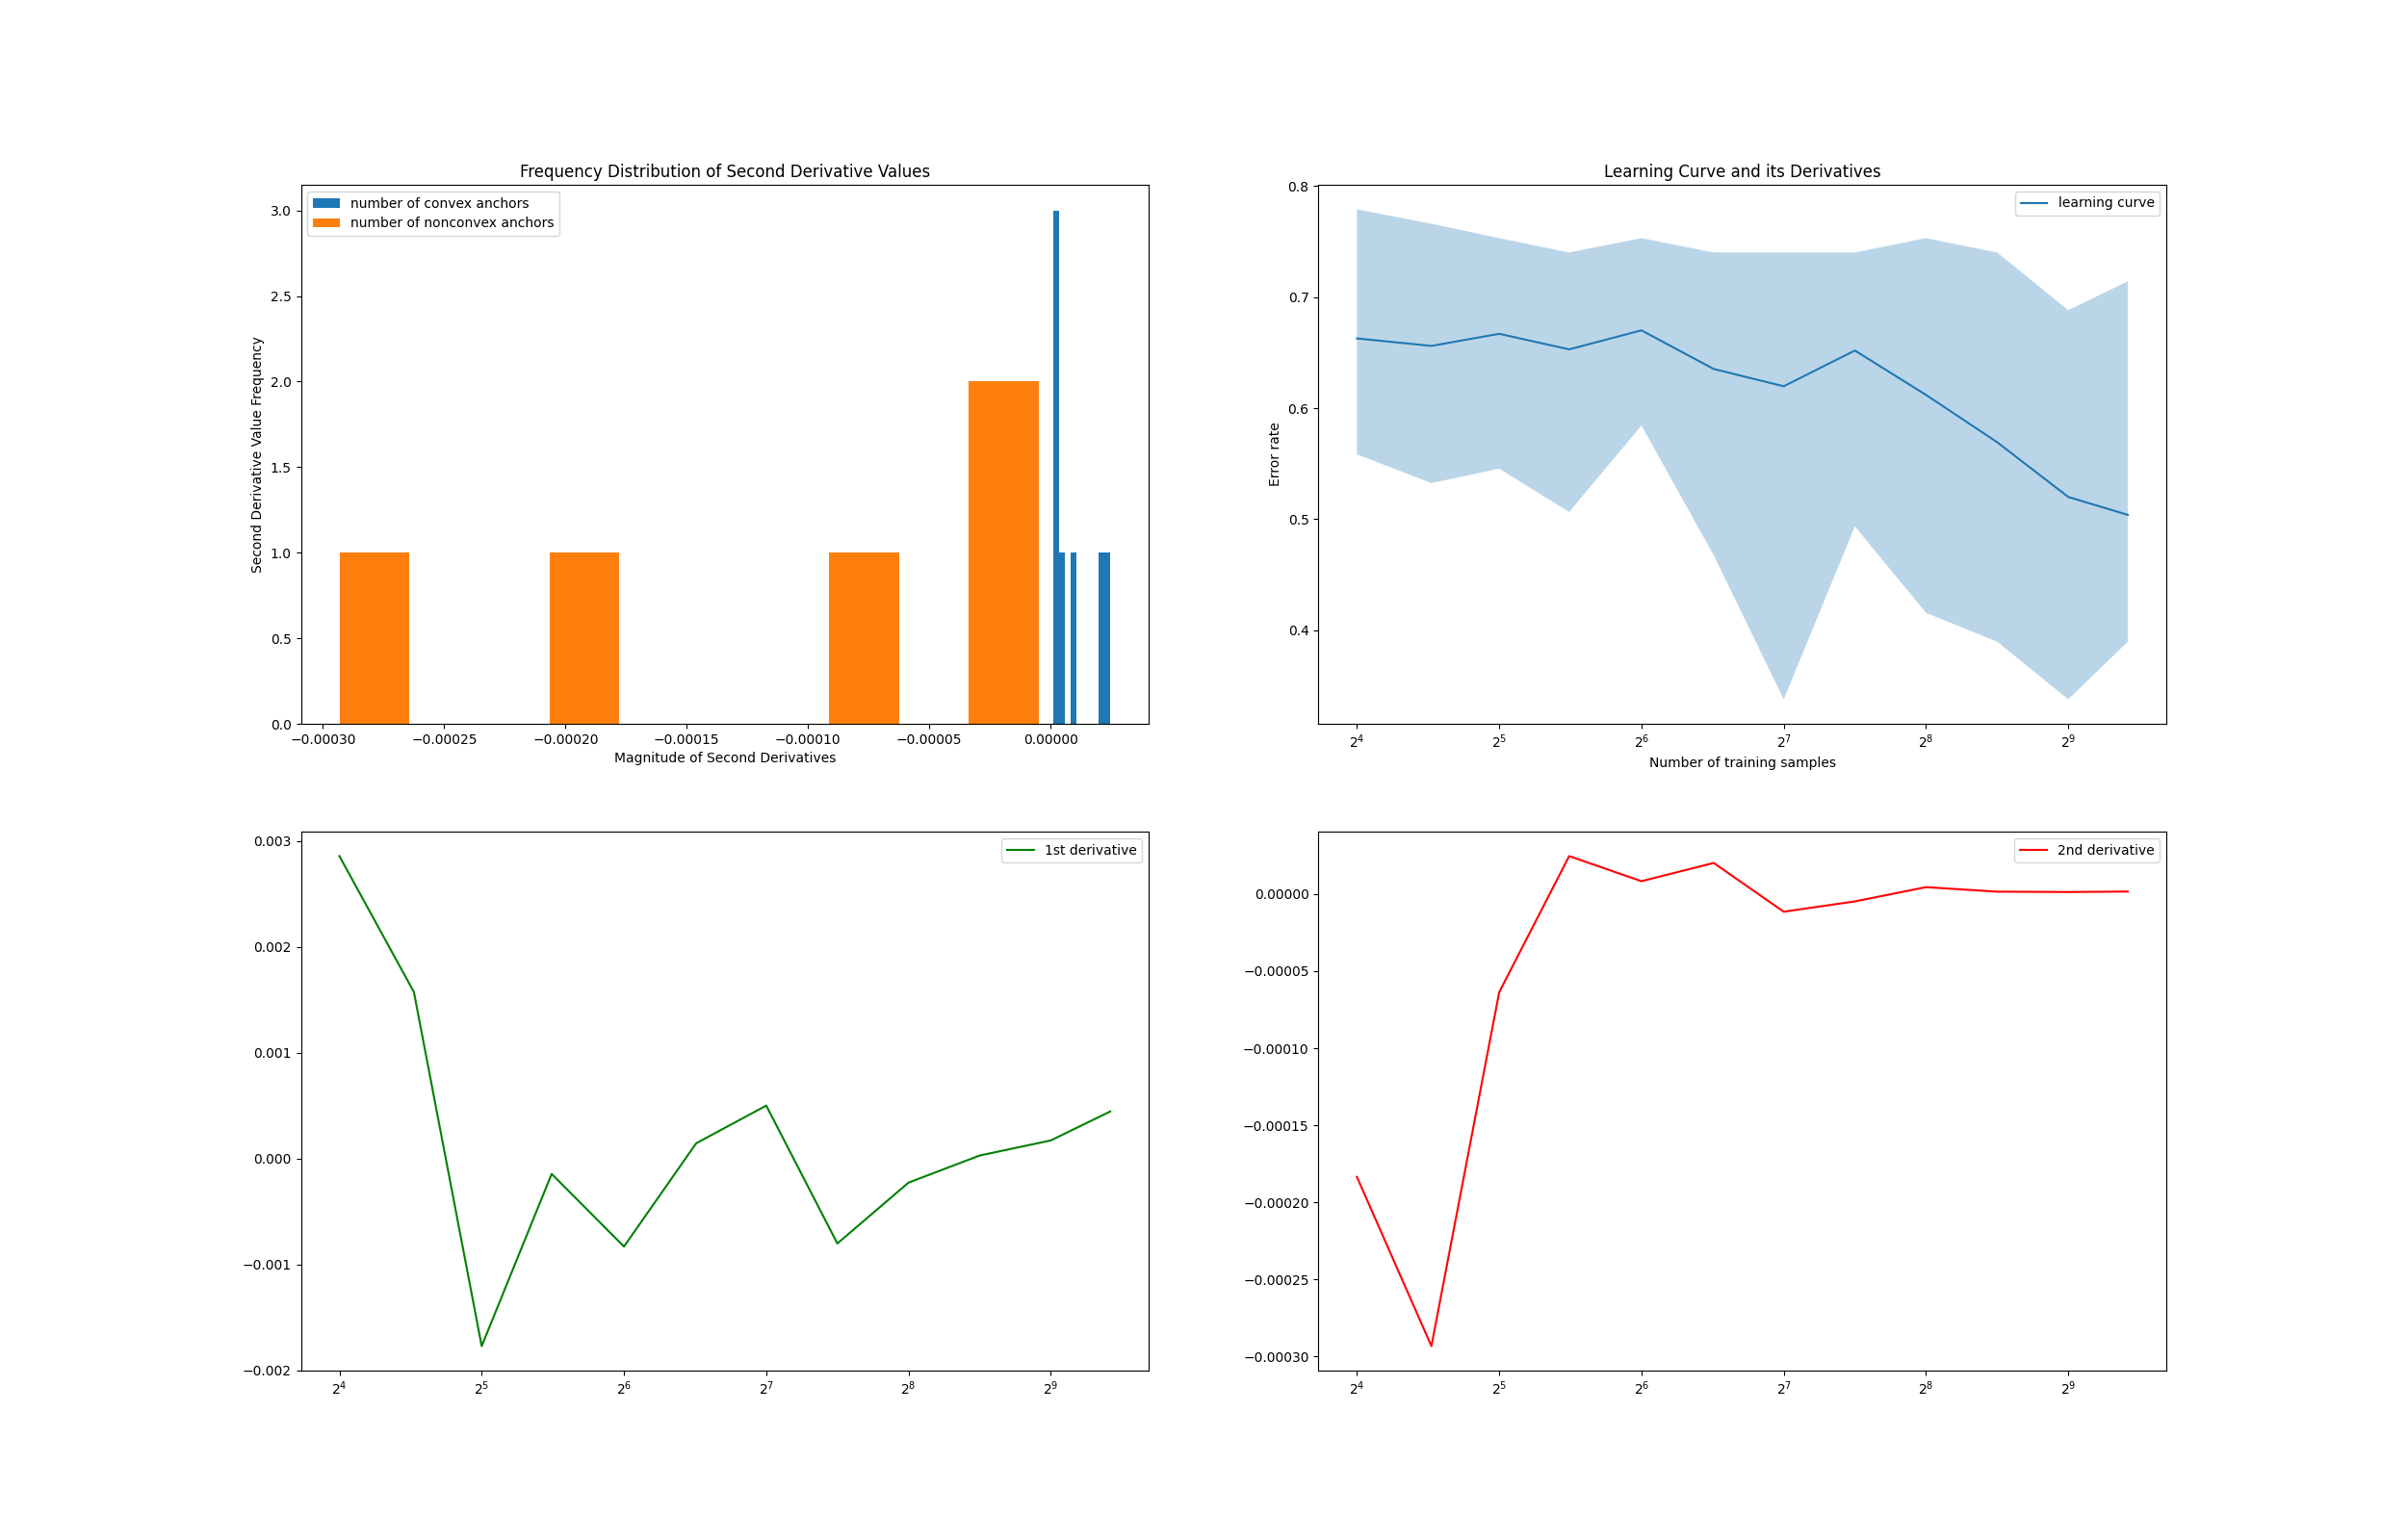 Frequency Distribution of Second Derivative Values
number of convex anchors
number of nonconvex anchors
Second Derivative Value Frequency
3.0
2.5
2.0
1.5
1.0
0.5
0.0
−0.00030 −0.00025 −0.00020 −0.00015 −0.00010 −0.00005 0.00000
Magnitude of Second Derivatives
Learning Curve and its Derivatives
learning curve
Error rate
0.8
0.7
0.6
0.5
0.4
2⁴ 2⁵ 2⁶ 2⁷ 2⁸ 2⁹
Number of training samples
1st derivative
0.003
0.002
0.001
0.000
−0.001
−0.002
2⁴ 2⁵ 2⁶ 2⁷ 2⁸ 2⁹
2nd derivative
0.00000
−0.00005
−0.00010
−0.00015
−0.00020
−0.00025
−0.00030
2⁴ 2⁵ 2⁶ 2⁷ 2⁸ 2⁹